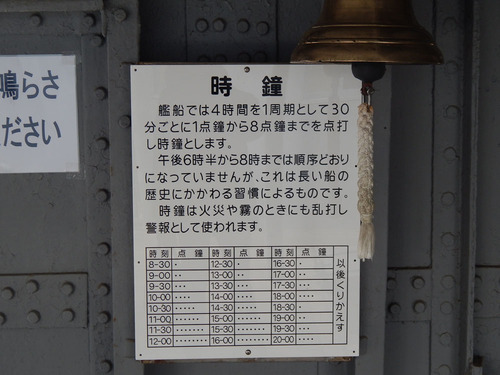 鳴らさ
ださい
時鐘
艦船では4時間を1周期として30
分ごとに1点鐘から8点鐘までを点打
し時鐘とします。
午後6時半から8時までは順序どおり
になっていませんが、これは長い船の
歴史にかかわる習慣によるものです。
時鐘は火災や霧のときにも乱打し
警報として使われます。
時刻 点鐘 時刻 点鐘 時刻 点鐘
8-30 · 12-30 · 16-30 ·
9-00 ·· 13-00 ·· 17-00 ··
9-30 ··· 13-30 ··· 17-30 ···
10-00 ···· 14-00 ···· 18-00 ····
10-30 ····· 14-30 ····· 18-30 ·
11-00 ······ 15-00 ······ 19-00 ··
11-30 ······· 15-30 ······· 19-30 ···
12-00 ········ 16-00 ········ 20-00
以後くりかえす